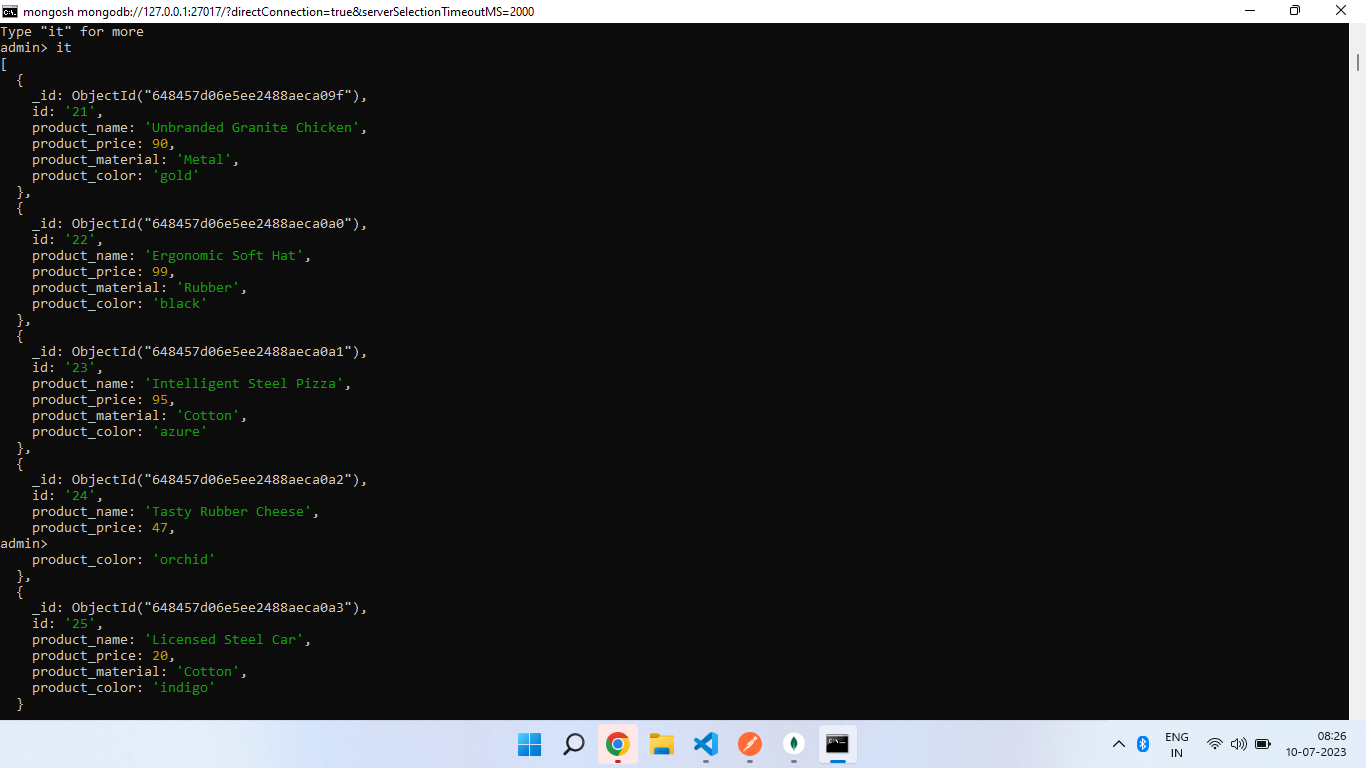 mongosh mongodb://127.0.0.1:27017/?directConnection=true&serverSelectionTimeoutMS=2000
Type "it" for more
admin> it
[
  {
    _id: ObjectId("648457d06e5ee2488aeca09f"),
    id: '21',
    product_name: 'Unbranded Granite Chicken',
    product_price: 90,
    product_material: 'Metal',
    product_color: 'gold'
  },
  {
    _id: ObjectId("648457d06e5ee2488aeca0a0"),
    id: '22',
    product_name: 'Ergonomic Soft Hat',
    product_price: 99,
    product_material: 'Rubber',
    product_color: 'black'
  },
  {
    _id: ObjectId("648457d06e5ee2488aeca0a1"),
    id: '23',
    product_name: 'Intelligent Steel Pizza',
    product_price: 95,
    product_material: 'Cotton',
    product_color: 'azure'
  },
  {
    _id: ObjectId("648457d06e5ee2488aeca0a2"),
    id: '24',
    product_name: 'Tasty Rubber Cheese',
    product_price: 47,
admin>
    product_color: 'orchid'
  },
  {
    _id: ObjectId("648457d06e5ee2488aeca0a3"),
    id: '25',
    product_name: 'Licensed Steel Car',
    product_price: 20,
    product_material: 'Cotton',
    product_color: 'indigo'
  }
ENG
IN
08:26
10-07-2023